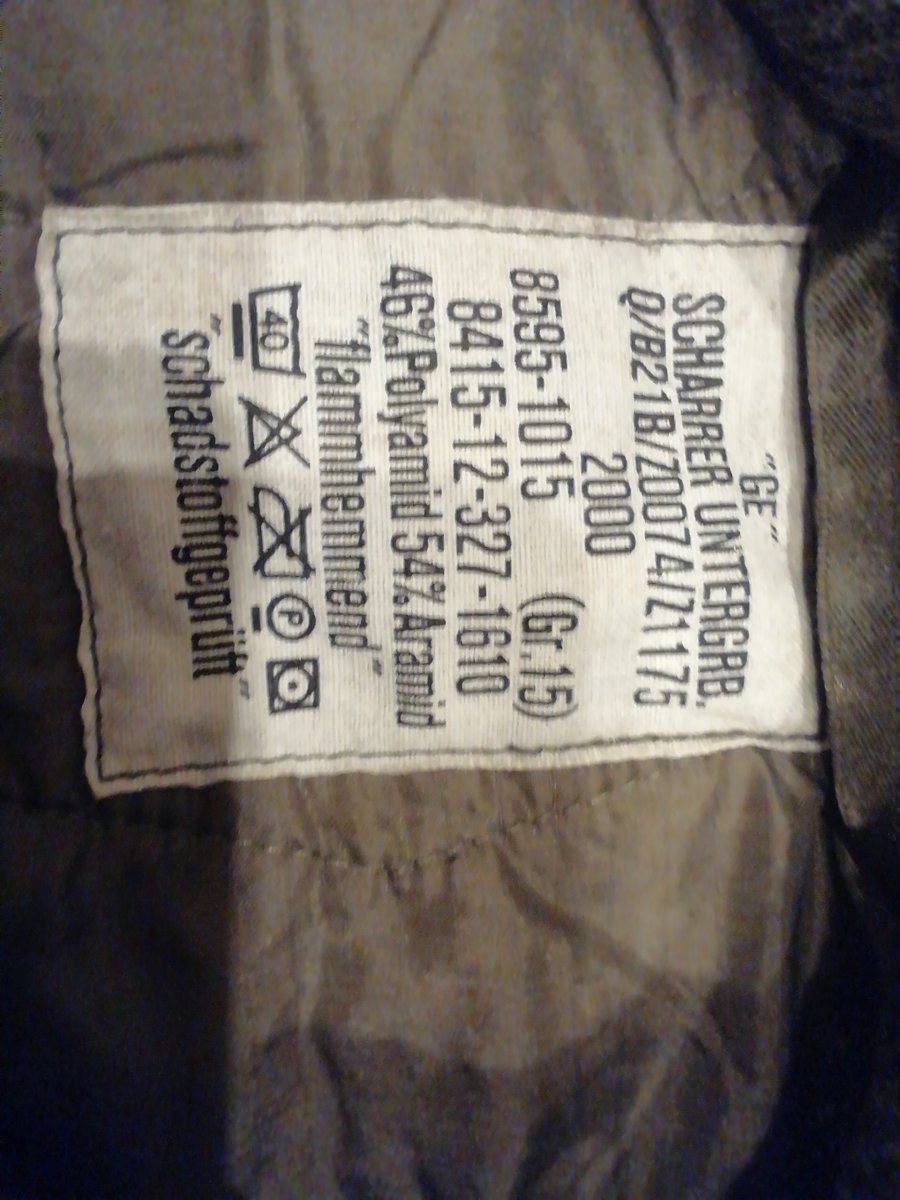 "GE"
SCHARRER UNTERGRB.
Q/B21B/Z0074/Z1175
2000
8595-1015 (Gr.15)
8415-12-327-1610
46%Polyamid 54%Aramid
"flammhemmend"
40 P
"schadstoffgeprüft"